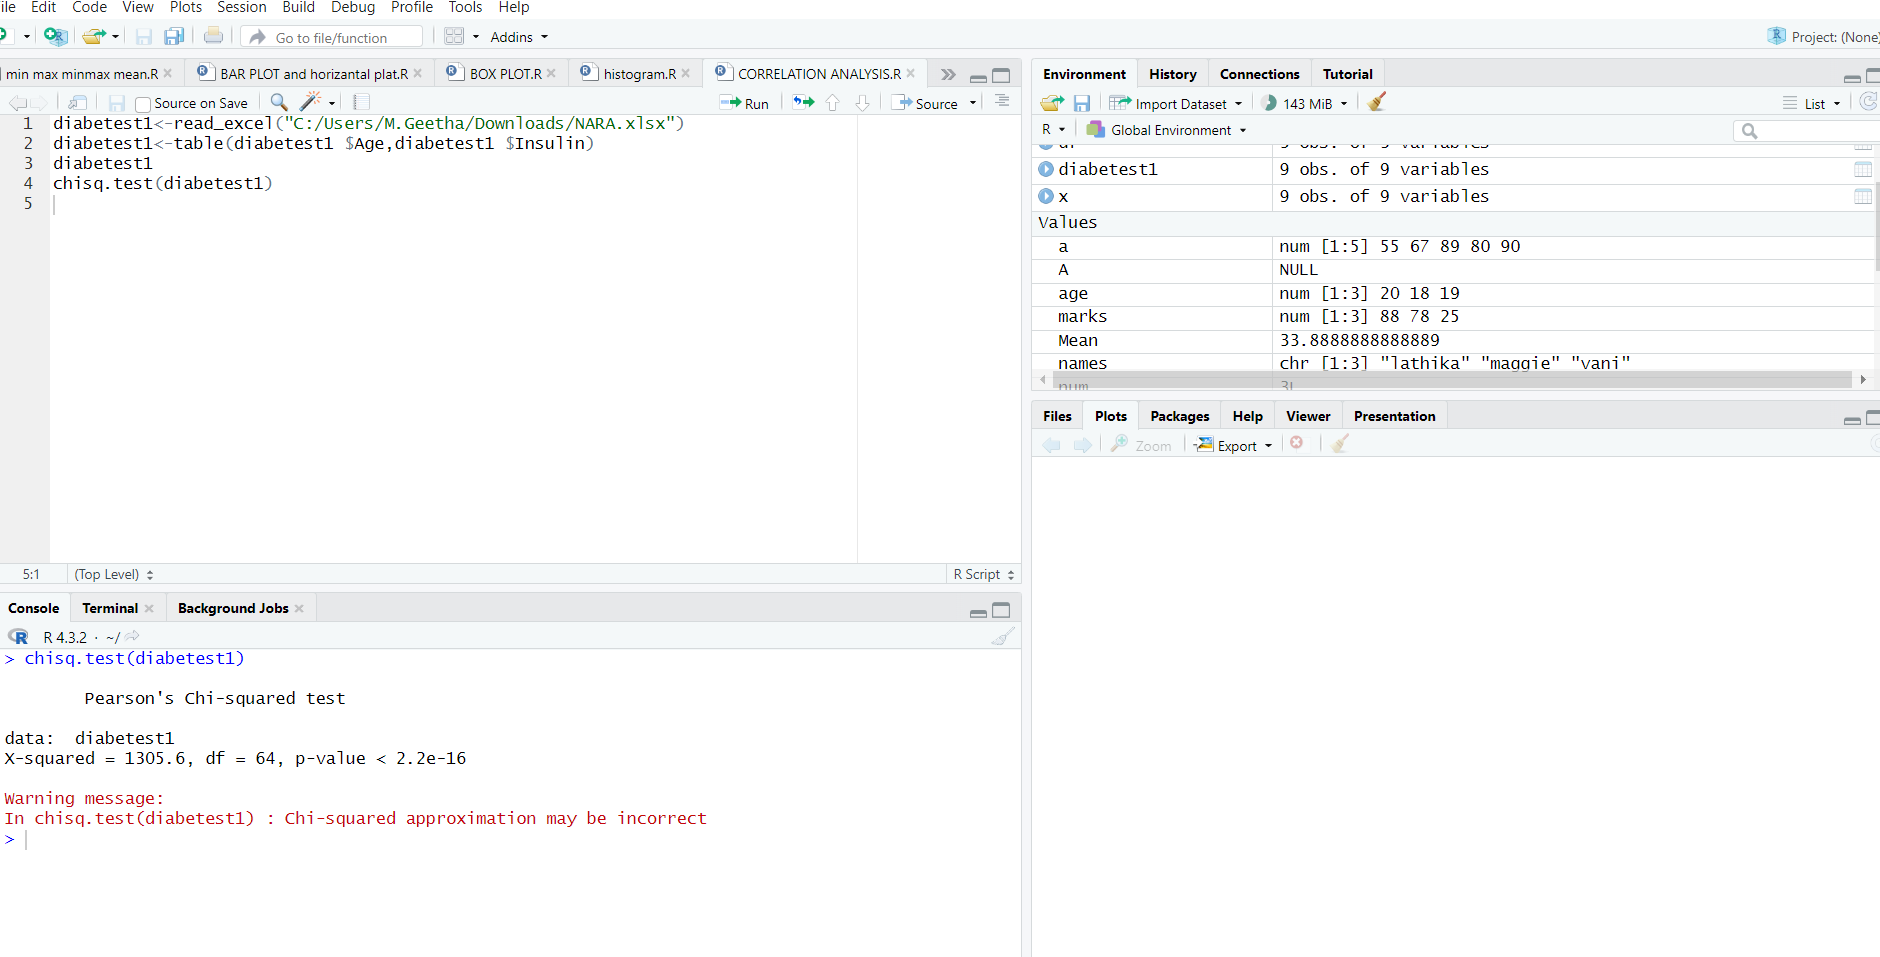 ile Edit Code View Plots Session Build Debug Profile Tools Help
Go to file/function Addins Project: (None)
min max minmax mean.R BAR PLOT and horizantal plat.R BOX PLOT.R histogram.R CORRELATION ANALYSIS.R
Source on Save Run Source
1 diabetest1<-read_excel("C:/Users/M.Geetha/Downloads/NARA.xlsx")
2 diabetest1<-table(diabetest1 $Age,diabetest1 $Insulin)
3 diabetest1
4 chisq.test(diabetest1)
5
5:1 (Top Level) R Script
Console Terminal Background Jobs
R R 4.3.2 · ~/
> chisq.test(diabetest1)
Pearson's Chi-squared test
data: diabetest1
X-squared = 1305.6, df = 64, p-value < 2.2e-16
Warning message:
In chisq.test(diabetest1) : Chi-squared approximation may be incorrect
>
Environment History Connections Tutorial
Import Dataset 143 MiB List
R Global Environment
9 obs. of 9 variables
diabetest1 9 obs. of 9 variables
x 9 obs. of 9 variables
Values
a num [1:5] 55 67 89 80 90
A NULL
age num [1:3] 20 18 19
marks num [1:3] 88 78 25
Mean 33.8888888888889
names chr [1:3] "lathika" "maggie" "vani"
num 3L
Files Plots Packages Help Viewer Presentation
Zoom Export